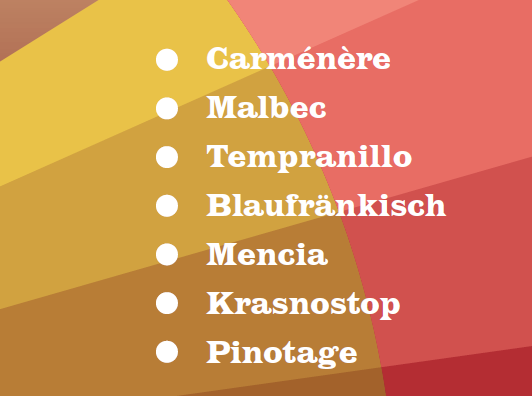 ● Carménère
● Malbec
● Tempranillo
● Blaufränkisch
● Mencia
● Krasnostop
● Pinotage